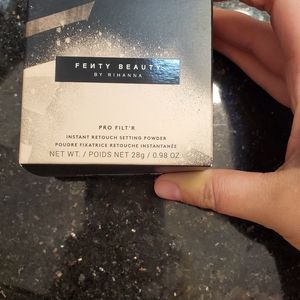 FEИTY BEAUTY
BY RIHANNA
PRO FILT'R
INSTANT RETOUCH SETTING POWDER
POUDRE FIXATRICE RETOUCHE INSTANTANÉE
NET WT. / POIDS NET 28g / 0.98 OZ